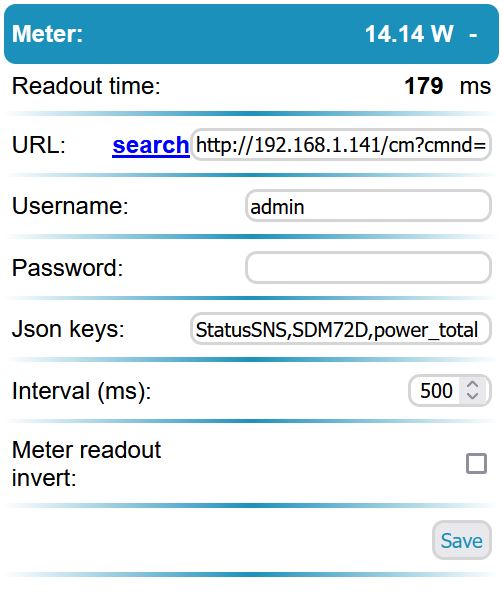 Meter: 14.14 W -
Readout time: 179 ms
URL: search http://192.168.1.141/cm?cmnd=
Username: admin
Password:
Json keys: StatusSNS,SDM72D,power_total
Interval (ms): 500
Meter readout
invert:
Save